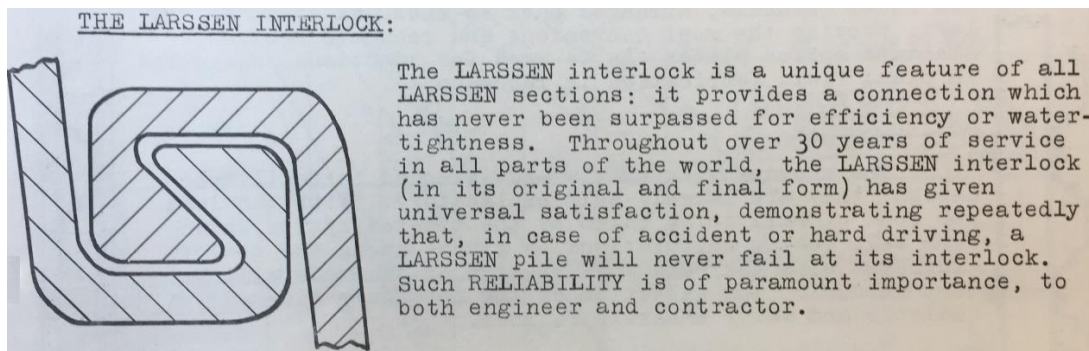 THE LARSSEN INTERLOCK:
The LARSSEN interlock is a unique feature of all
LARSSEN sections: it provides a connection which
has never been surpassed for efficiency or water-
tightness. Throughout over 30 years of service
in all parts of the world, the LARSSEN interlock
(in its original and final form) has given
universal satisfaction, demonstrating repeatedly
that, in case of accident or hard driving, a
LARSSEN pile will never fail at its interlock.
Such RELIABILITY is of paramount importance, to
both engineer and contractor.